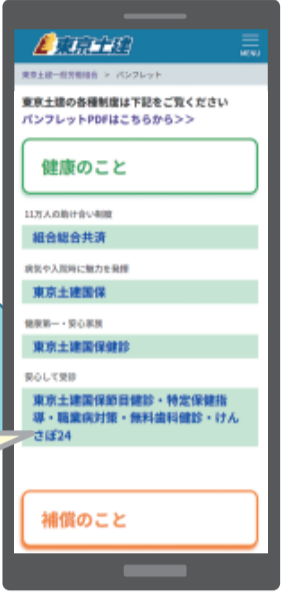 東京土建
MENU
東京土建一般労働組合 > パンフレット
東京土建の各種制度は下記をご覧ください
パンフレットPDFはこちらから>>
健康のこと
11万人の助け合い制度
組合総合共済
病気や入院時に魅力を発揮
東京土建国保
健康第一・安心家族
東京土建国保健診
安心して受診
東京土建国保節目健診・特定保健指
導・職業病対策・無料歯科健診・けん
さぽ24
補償のこと